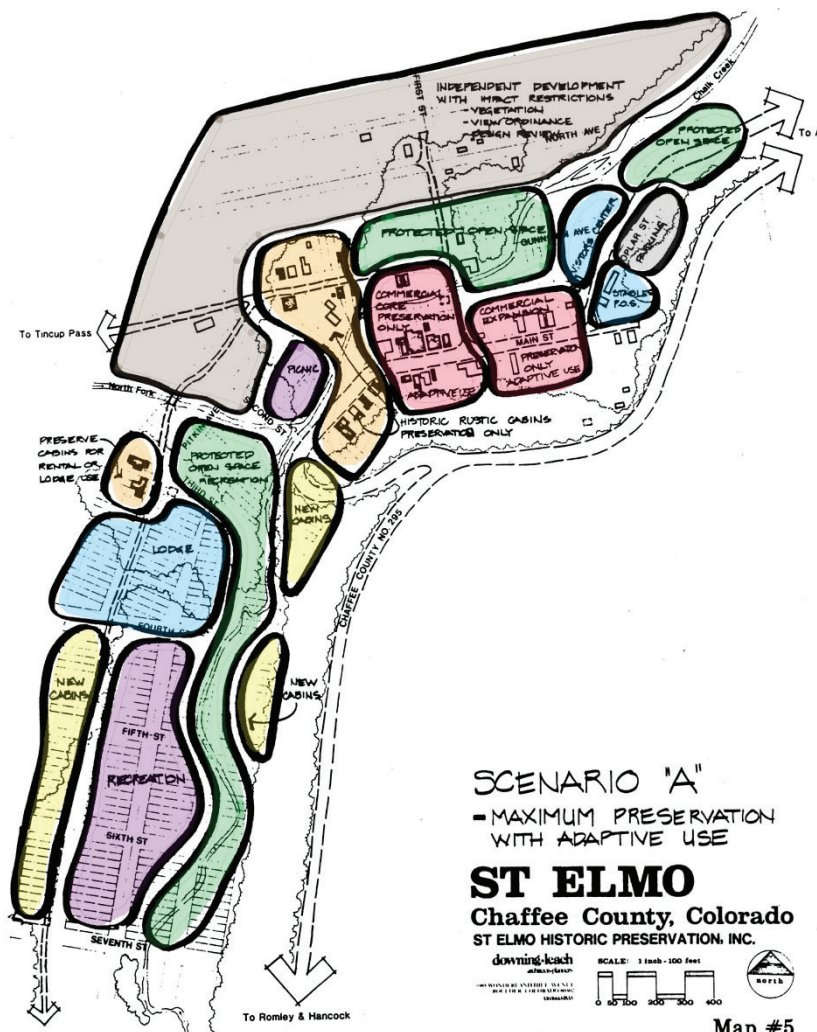 FIRST ST
INDEPENDENT DEVELOPMENT
WITH IMPACT RESTRICTIONS
- VEGETATION
- VIEW ORDINANCE
- DESIGN REVIEW
NORTH AVE
Chalk Creek
PROTECTED
OPEN SPACE
To A
PROTECTED OPEN SPACE
GUNN
N AVE
VISITORS CENTER
POPLAR ST
PARKING
STABLES
P.O.S.
COMMERCIAL
CORE
PRESERVATION
ONLY
ADAPTIVE USE
COMMERCIAL
EXPANSION
MAIN ST
PRESERVATION
ONLY
ADAPTIVE USE
To Tincup Pass
North Fork
PICNIC
SECOND ST
PITKIN
HISTORIC RUSTIC CABINS
PRESERVATION ONLY
PRESERVE
CABINS FOR
RENTAL OR
LODGE USE
PROTECTED
OPEN SPACE
RECREATION
THIRD ST
NEW
CABINS
LODGE
CHAFFEE COUNTY NO. 295
FOURTH ST
NEW
CABINS
NEW
CABINS
FIFTH ST
RECREATION
SIXTH ST
SEVENTH ST
To Romley & Hancock
SCENARIO "A"
- MAXIMUM PRESERVATION
WITH ADAPTIVE USE
ST ELMO
Chaffee County, Colorado
ST ELMO HISTORIC PRESERVATION, INC.
downing·leach
SCALE: 1 inch - 100 feet
0 50 100 200 300 400
north
Map #5